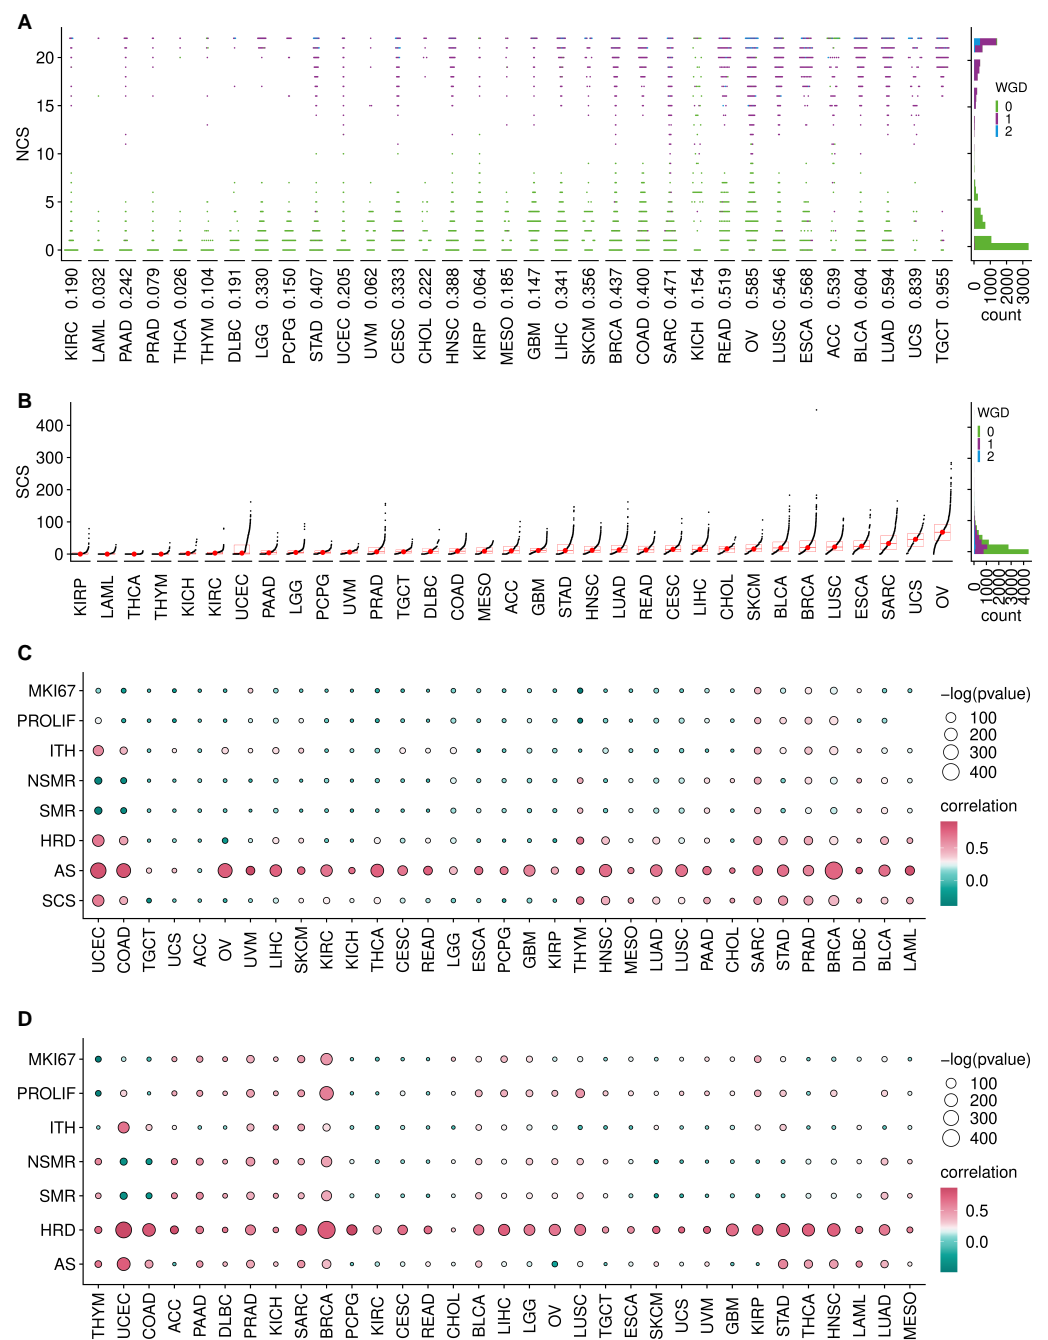 A
NCS
20
15
10
5
0
KIRC 0.190
LAML 0.032
PAAD 0.242
PRAD 0.079
THCA 0.026
THYM 0.104
DLBC 0.191
LGG 0.330
PCPG 0.150
STAD 0.407
UCEC 0.205
UVM 0.062
CESC 0.333
CHOL 0.222
HNSC 0.388
KIRP 0.064
MESO 0.185
GBM 0.147
LIHC 0.341
SKCM 0.356
BRCA 0.437
COAD 0.400
SARC 0.471
KICH 0.154
READ 0.519
OV 0.585
LUSC 0.546
ESCA 0.568
ACC 0.539
BLCA 0.604
LUAD 0.594
UCS 0.839
TGCT 0.955
WGD
0
1
2
0
1000
2000
3000
count
B
SCS
400
300
200
100
0
KIRP
LAML
THCA
THYM
KICH
KIRC
UCEC
PAAD
LGG
PCPG
UVM
PRAD
TGCT
DLBC
COAD
MESO
ACC
GBM
STAD
HNSC
LUAD
READ
CESC
LIHC
CHOL
SKCM
BLCA
BRCA
LUSC
ESCA
SARC
UCS
OV
WGD
0
1
2
0
1000
2000
3000
4000
count
C
MKI67
PROLIF
ITH
NSMR
SMR
HRD
AS
SCS
UCEC
COAD
TGCT
UCS
ACC
OV
UVM
LIHC
SKCM
KIRC
KICH
THCA
CESC
READ
LGG
ESCA
PCPG
GBM
KIRP
THYM
HNSC
MESO
LUAD
LUSC
PAAD
CHOL
SARC
STAD
PRAD
BRCA
DLBC
BLCA
LAML
−log(pvalue)
100
200
300
400
correlation
0.5
0.0
D
MKI67
PROLIF
ITH
NSMR
SMR
HRD
AS
THYM
UCEC
COAD
ACC
PAAD
DLBC
PRAD
KICH
SARC
BRCA
PCPG
KIRC
CESC
READ
CHOL
BLCA
LIHC
LGG
OV
LUSC
TGCT
ESCA
SKCM
UCS
UVM
GBM
KIRP
STAD
THCA
HNSC
LAML
LUAD
MESO
−log(pvalue)
100
200
300
400
correlation
0.5
0.0